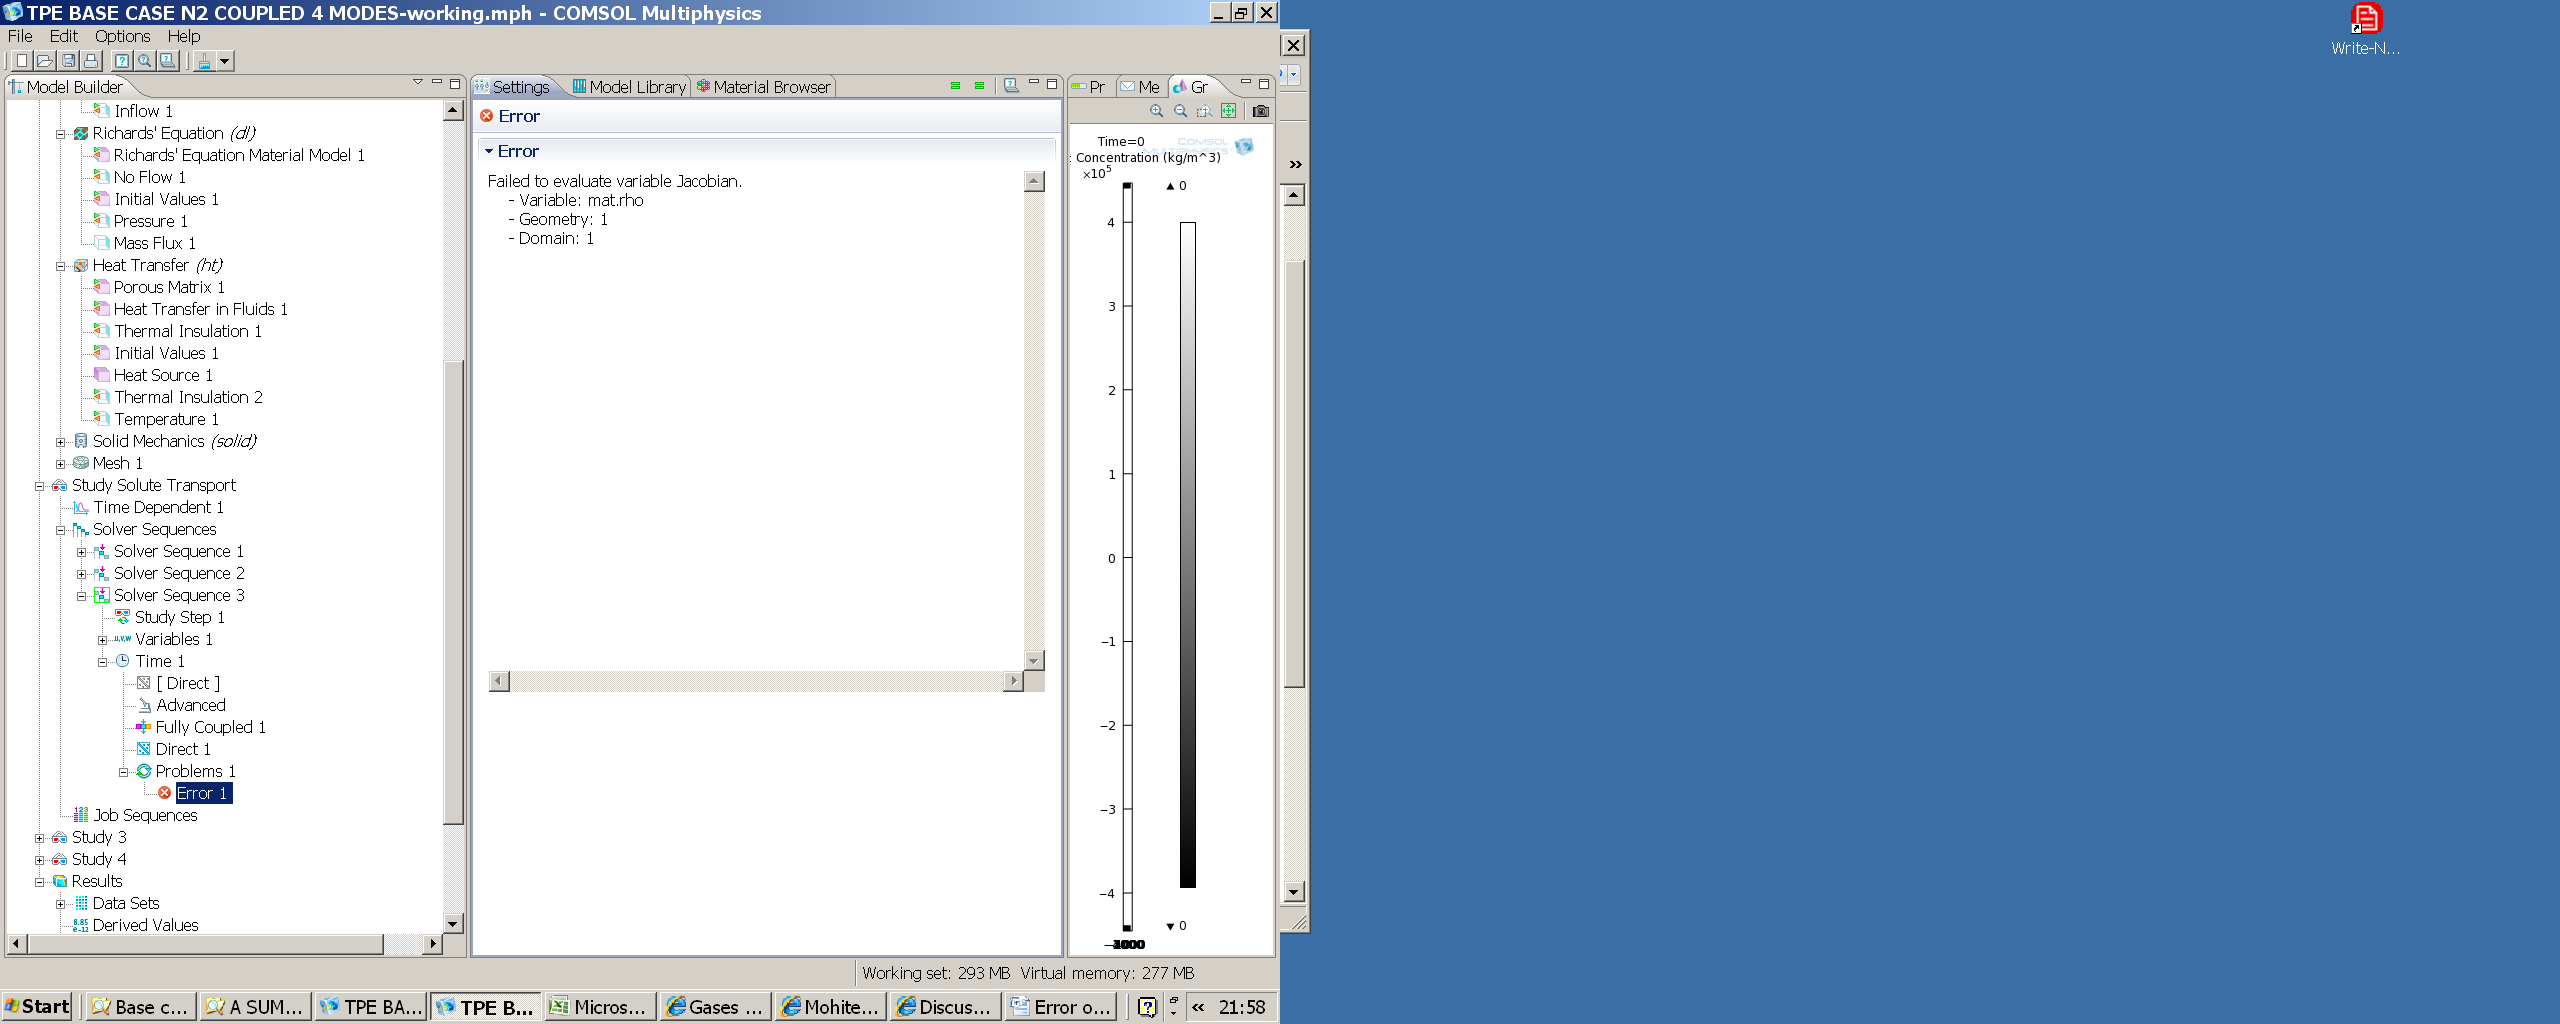 TPE BASE CASE N2 COUPLED 4 MODES-working.mph - COMSOL Multiphysics
File Edit Options Help
Model Builder
Inflow 1
Richards' Equation (dl)
Richards' Equation Material Model 1
No Flow 1
Initial Values 1
Pressure 1
Mass Flux 1
Heat Transfer (ht)
Porous Matrix 1
Heat Transfer in Fluids 1
Thermal Insulation 1
Initial Values 1
Heat Source 1
Thermal Insulation 2
Temperature 1
Solid Mechanics (solid)
Mesh 1
Study Solute Transport
Time Dependent 1
Solver Sequences
Solver Sequence 1
Solver Sequence 2
Solver Sequence 3
Study Step 1
Variables 1
Time 1
[ Direct ]
Advanced
Fully Coupled 1
Direct 1
Problems 1
Error 1
Job Sequences
Study 3
Study 4
Results
Data Sets
Derived Values
Settings Model Library Material Browser
Error
Error
Failed to evaluate variable Jacobian.
- Variable: mat.rho
- Geometry: 1
- Domain: 1
Pr Me Gr
Time=0
COMSOL
MULTIPHYSICS
: Concentration (kg/m^3)
×10⁵
▲ 0
4
3
2
1
0
−1
−2
−3
−4
▼ 0
Working set: 293 MB Virtual memory: 277 MB
Start Base c... A SUM... TPE BA... TPE B... Micros... Gases ... Mohite... Discus... Error o... « 21:58
Write-N...